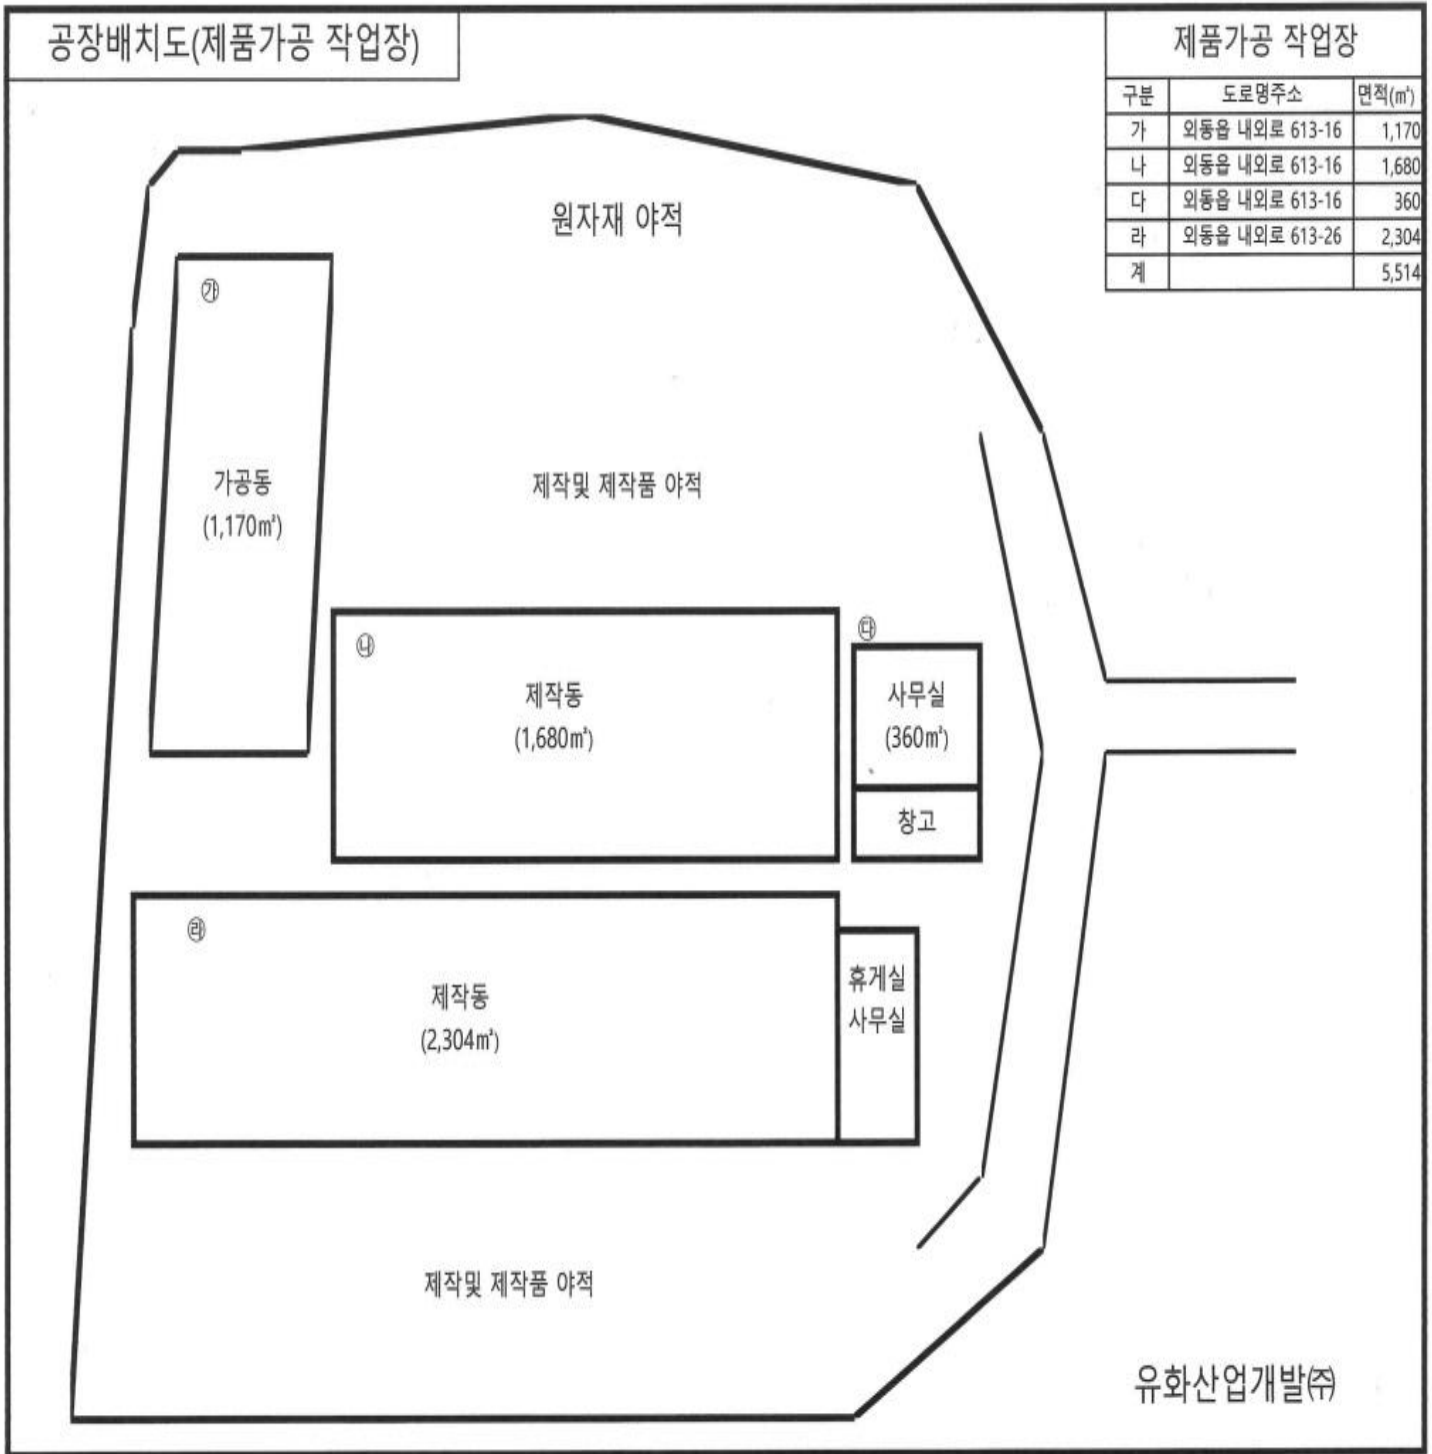 공장배치도(제품가공 작업장)
제품가공 작업장
구분 도로명주소 면적(㎡)
가 외동읍 내외로 613-16 1,170
나 외동읍 내외로 613-16 1,680
다 외동읍 내외로 613-16 360
라 외동읍 내외로 613-26 2,304
계 5,514
원자재 야적
㉮
가공동
(1,170㎡)
제작및 제작품 야적
㉯
제작동
(1,680㎡)
㉰
사무실
(360㎡)
창고
㉱
제작동
(2,304㎡)
휴게실
사무실
제작및 제작품 야적
유화산업개발㈜